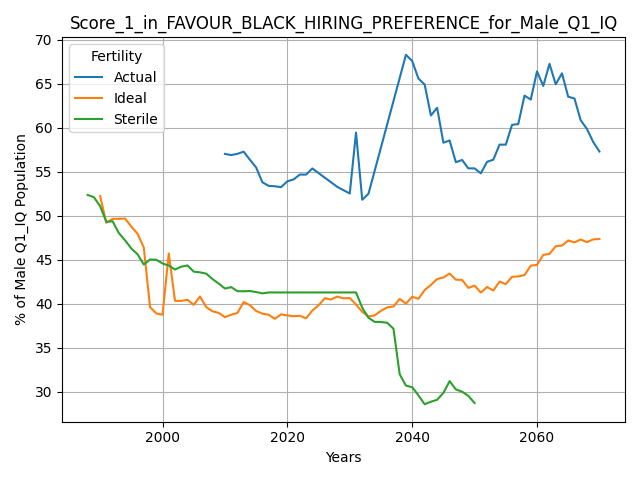 Score_1_in_FAVOUR_BLACK_HIRING_PREFERENCE_for_Male_Q1_IQ
Fertility
Actual
Ideal
Sterile
% of Male Q1_IQ Population
70
65
60
55
50
45
40
35
30
2000
2020
2040
2060
Years